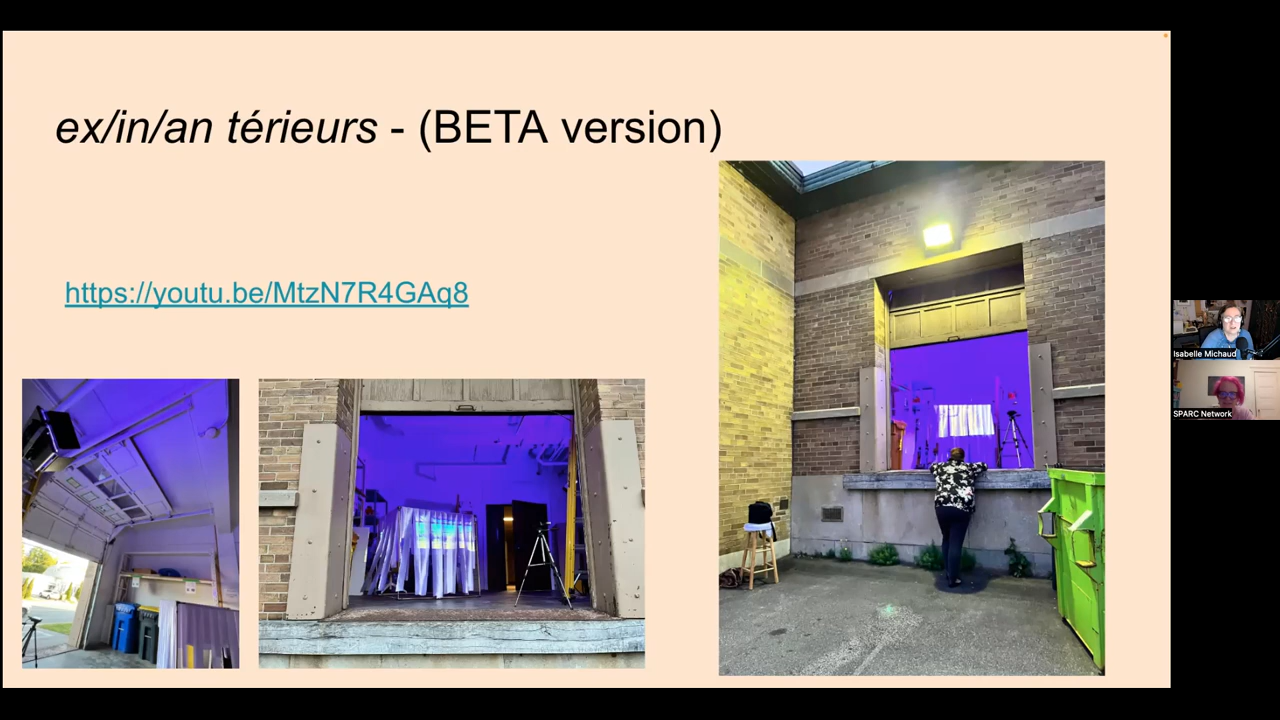 ex/in/an térieurs - (BETA version)
https://youtu.be/MtzN7R4GAq8
Isabelle Michaud
SPARC Network